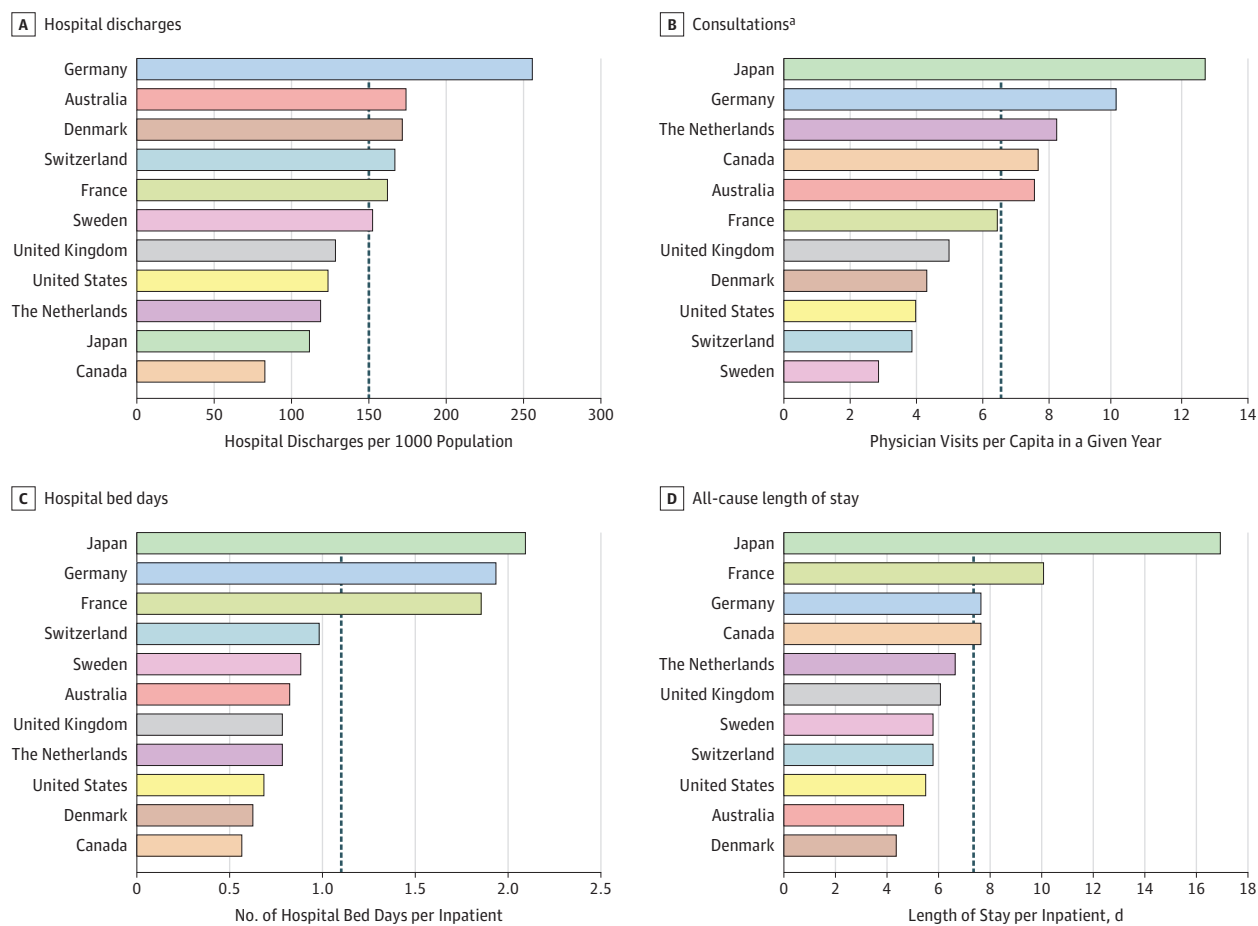 A Hospital discharges
Germany
Australia
Denmark
Switzerland
France
Sweden
United Kingdom
United States
The Netherlands
Japan
Canada
0 50 100 150 200 250 300
Hospital Discharges per 1000 Population
B Consultationsᵃ
Japan
Germany
The Netherlands
Canada
Australia
France
United Kingdom
Denmark
United States
Switzerland
Sweden
0 2 4 6 8 10 12 14
Physician Visits per Capita in a Given Year
C Hospital bed days
Japan
Germany
France
Switzerland
Sweden
Australia
United Kingdom
The Netherlands
United States
Denmark
Canada
0 0.5 1.0 1.5 2.0 2.5
No. of Hospital Bed Days per Inpatient
D All-cause length of stay
Japan
France
Germany
Canada
The Netherlands
United Kingdom
Sweden
Switzerland
United States
Australia
Denmark
0 2 4 6 8 10 12 14 16 18
Length of Stay per Inpatient, d